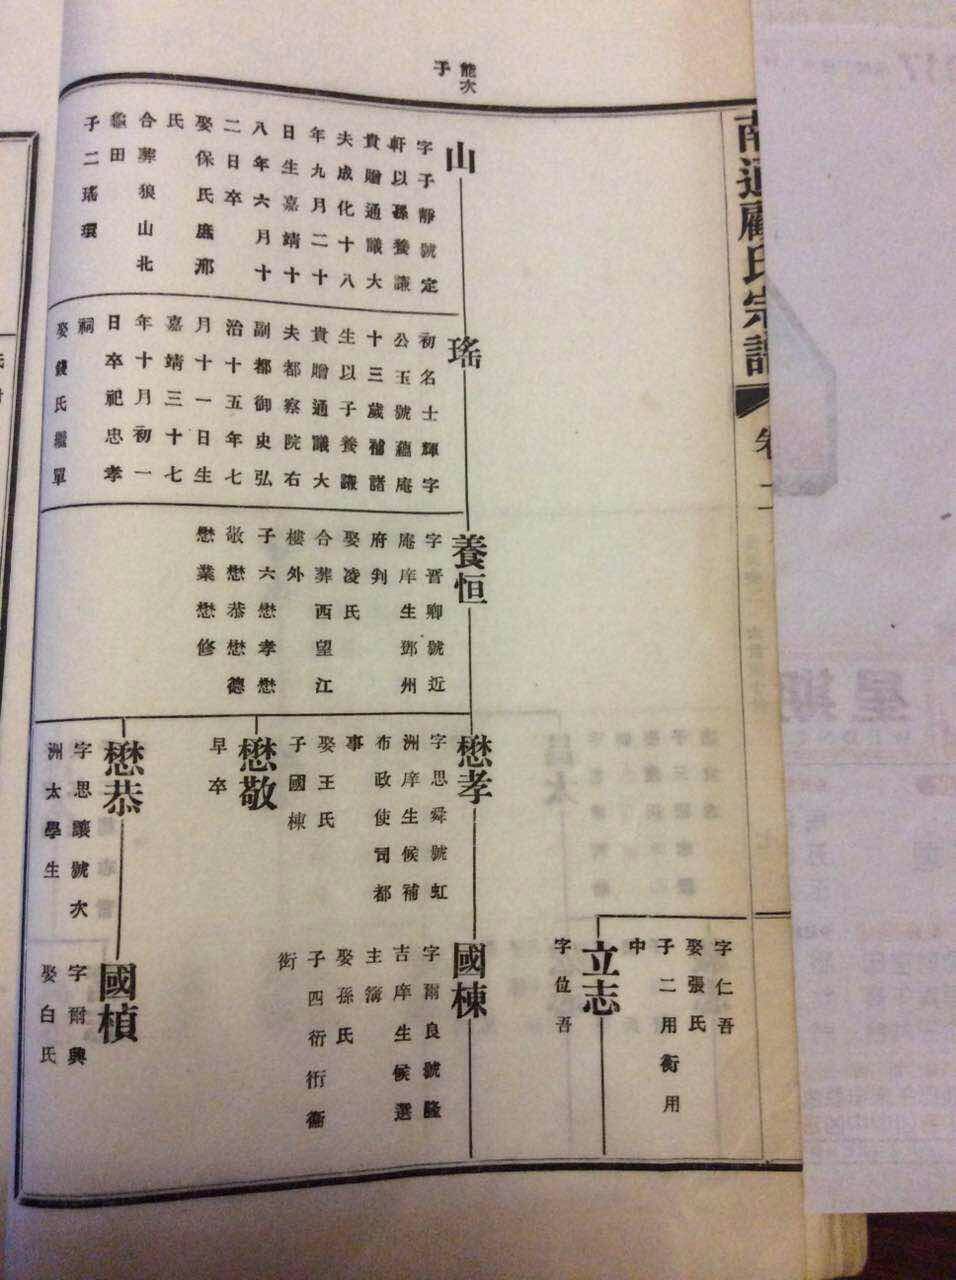 南通顧氏宗譜
卷二
能次
子
山
字子靜號定
軒以孫養謙
貴贈通議大
夫成化十八
年九月二十
日生嘉靖十
八年六月十
二日卒
娶保氏庶邢
氏
合葬狼山北
田
子二瑤環
瑤
初名士輝字
公玉號蘊庵
十三歲補諸
生以子養謙
貴贈通議大
夫都察院右
副都御史弘
治十五年七
月十一日生
嘉靖三十七
年十月初一
日卒祀忠孝
祠
娶錢氏繼單
養恒
字晋卿號近
庵庠生鄧州
府判
娶凌氏
合葬西望江
樓外
子六懋孝懋
敬懋恭懋德
懋業懋修
字仁吾
娶張氏
子二用衡用
中
立志
字位吾
懋孝
字思舜號虹
洲庠生候補
布政使司都
事
娶王氏
子國棟
國棟
字爾良號隆
吉庠生候選
主簿
娶孫氏
子四衍衎衞
街
懋敬
早卒
懋恭
字思讓號次
洲太學生
國楨
字爾興
娶白氏
星期